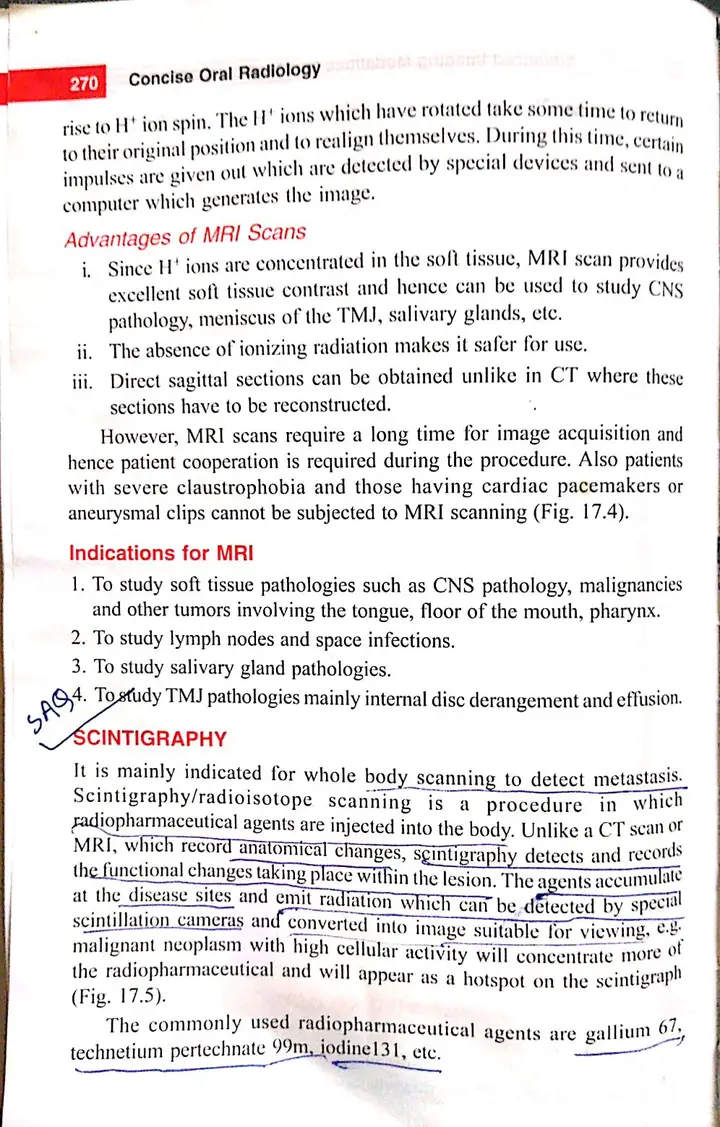 270 Concise Oral Radiology
rise to H⁺ ion spin. The H⁺ ions which have rotated take some time to return
to their original position and to realign themselves. During this time, certain
impulses are given out which are detected by special devices and sent to a
computer which generates the image.
Advantages of MRI Scans
i. Since H⁺ ions are concentrated in the soft tissue, MRI scan provides
excellent soft tissue contrast and hence can be used to study CNS
pathology, meniscus of the TMJ, salivary glands, etc.
ii. The absence of ionizing radiation makes it safer for use.
iii. Direct sagittal sections can be obtained unlike in CT where these
sections have to be reconstructed.
However, MRI scans require a long time for image acquisition and
hence patient cooperation is required during the procedure. Also patients
with severe claustrophobia and those having cardiac pacemakers or
aneurysmal clips cannot be subjected to MRI scanning (Fig. 17.4).
Indications for MRI
1. To study soft tissue pathologies such as CNS pathology, malignancies
and other tumors involving the tongue, floor of the mouth, pharynx.
2. To study lymph nodes and space infections.
3. To study salivary gland pathologies.
4. To study TMJ pathologies mainly internal disc derangement and effusion.
SAQ
SCINTIGRAPHY
It is mainly indicated for whole body scanning to detect metastasis.
Scintigraphy/radioisotope scanning is a procedure in which
radiopharmaceutical agents are injected into the body. Unlike a CT scan or
MRI, which record anatomical changes, scintigraphy detects and records
the functional changes taking place within the lesion. The agents accumulate
at the disease sites and emit radiation which can be detected by special
scintillation cameras and converted into image suitable for viewing, e.g.
malignant neoplasm with high cellular activity will concentrate more of
the radiopharmaceutical and will appear as a hotspot on the scintigraph
(Fig. 17.5).
The commonly used radiopharmaceutical agents are gallium 67,
technetium pertechnate 99m, iodine131, etc.